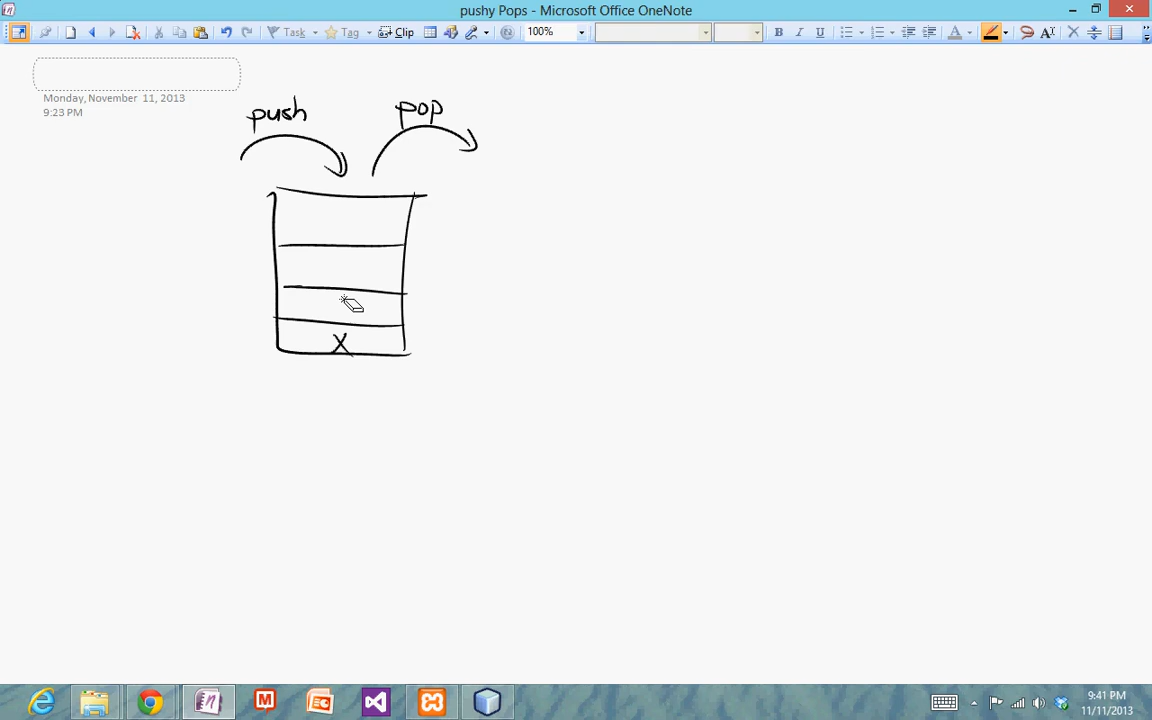 pushy Pops - Microsoft Office OneNote
Task Tag Clip 100% B I U A
Monday, November 11, 2013
9:23 PM
push pop
X
9:41 PM
11/11/2013